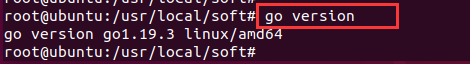 root@ubuntu:/usr/local/soft# go version
go version go1.19.3 linux/amd64
root@ubuntu:/usr/local/soft#